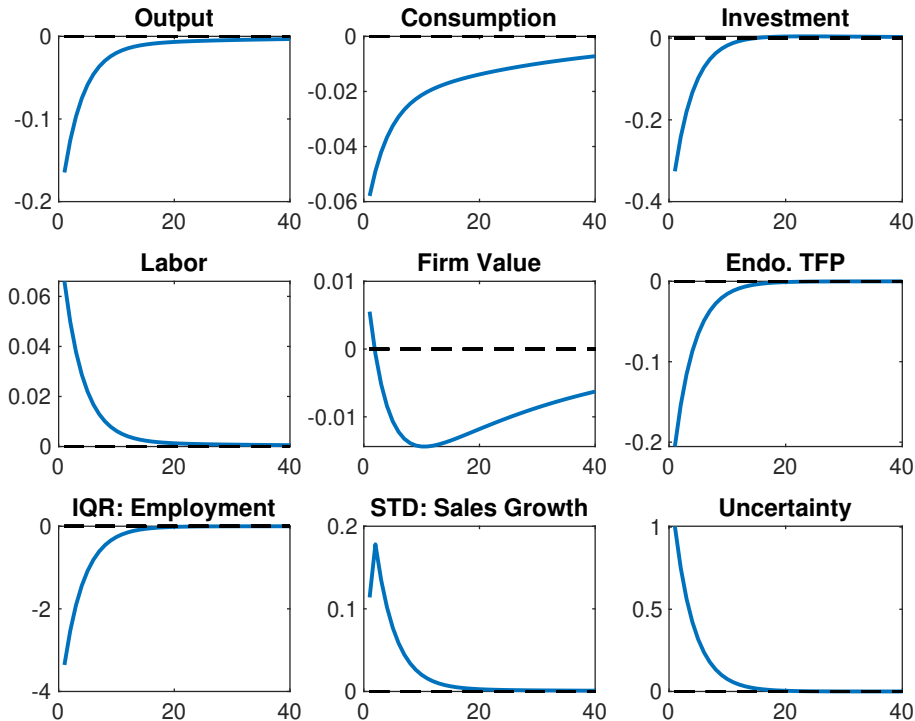 Output
0
-0.1
-0.2
0 20 40
Consumption
0
-0.02
-0.04
-0.06
0 20 40
Investment
0
-0.2
-0.4
0 20 40
Labor
0.06
0.04
0.02
0
0 20 40
Firm Value
0.01
0
-0.01
0 20 40
Endo. TFP
0
-0.1
-0.2
0 20 40
IQR: Employment
0
-2
-4
0 20 40
STD: Sales Growth
0.2
0.1
0
0 20 40
Uncertainty
1
0.5
0
0 20 40